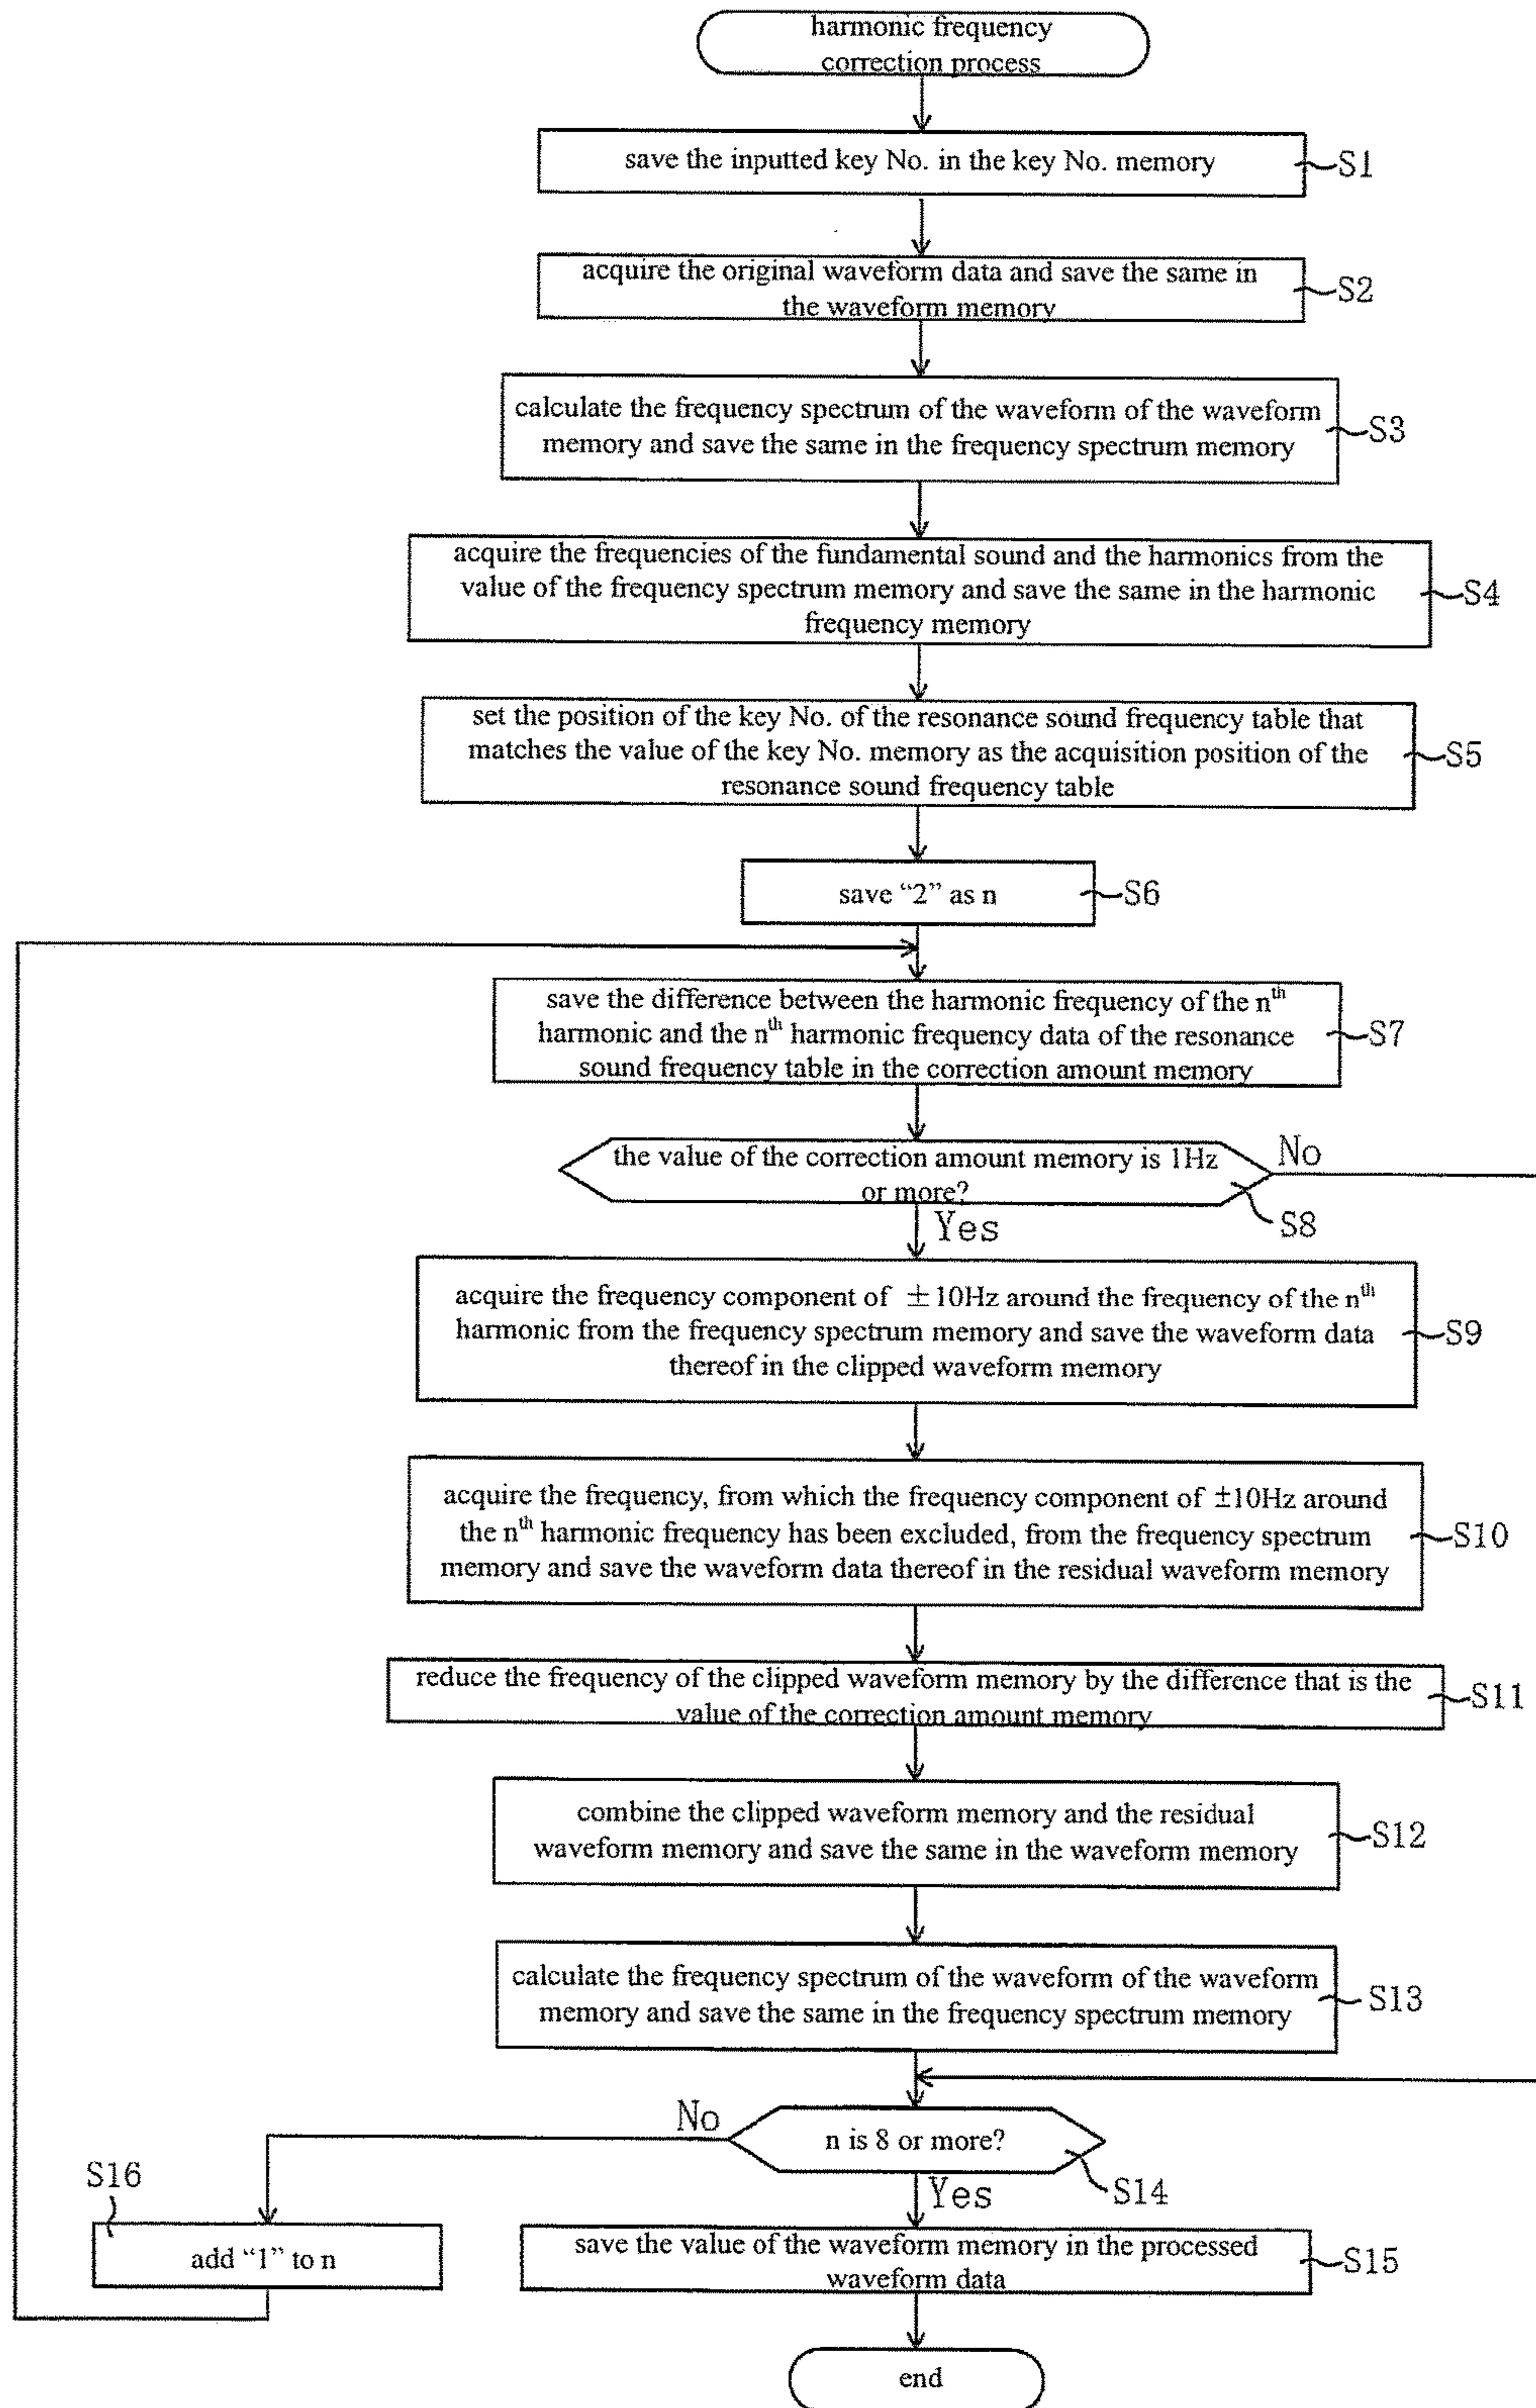 harmonic frequency
correction process
save the inputted key No. in the key No. memory
S1
acquire the original waveform data and save the same in
the waveform memory
S2
calculate the frequency spectrum of the waveform of the waveform
memory and save the same in the frequency spectrum memory
S3
acquire the frequencies of the fundamental sound and the harmonics from the
value of the frequency spectrum memory and save the same in the harmonic
frequency memory
S4
set the position of the key No. of the resonance sound frequency table that
matches the value of the key No. memory as the acquisition position of the
resonance sound frequency table
S5
save “2” as n
S6
save the difference between the harmonic frequency of the nth
harmonic and the nth harmonic frequency data of the resonance
sound frequency table in the correction amount memory
S7
the value of the correction amount memory is 1Hz
or more?
No
S8
Yes
acquire the frequency component of ±10Hz around the frequency of the nth
harmonic from the frequency spectrum memory and save the waveform data
thereof in the clipped waveform memory
S9
acquire the frequency, from which the frequency component of ±10Hz around
the nth harmonic frequency has been excluded, from the frequency spectrum
memory and save the waveform data thereof in the residual waveform memory
S10
reduce the frequency of the clipped waveform memory by the difference that is the
value of the correction amount memory
S11
combine the clipped waveform memory and the residual
waveform memory and save the same in the waveform memory
S12
calculate the frequency spectrum of the waveform of the waveform
memory and save the same in the frequency spectrum memory
S13
No
n is 8 or more?
S14
Yes
S16
add “1” to n
save the value of the waveform memory in the processed
waveform data
S15
end